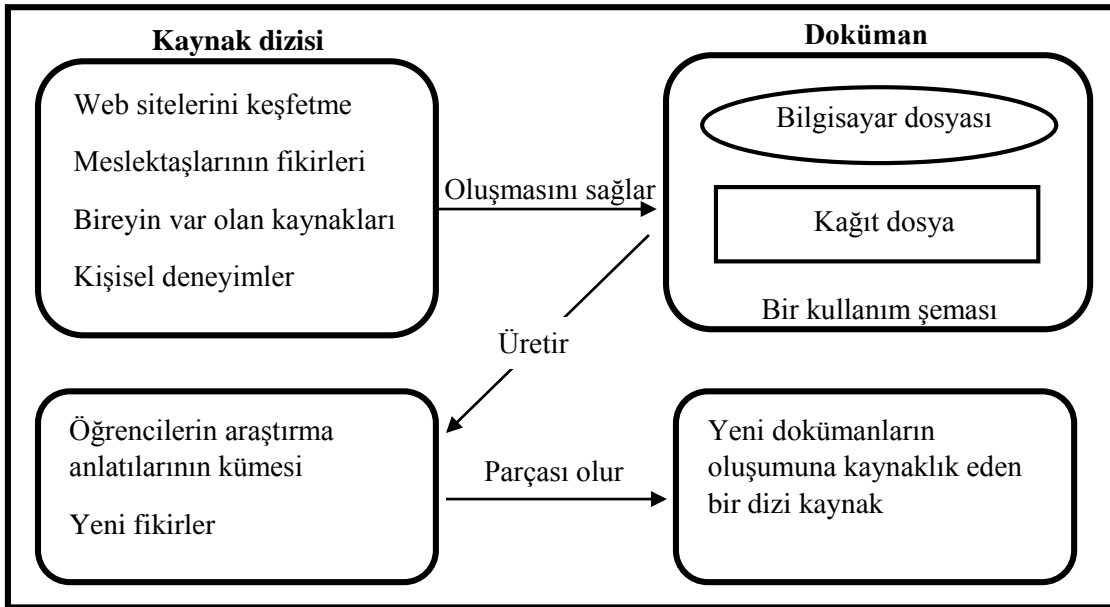 Kaynak dizisi
Web sitelerini keşfetme
Meslektaşlarının fikirleri
Bireyin var olan kaynakları
Kişisel deneyimler
Oluşmasını sağlar
Doküman
Bilgisayar dosyası
Kağıt dosya
Bir kullanım şeması
Üretir
Öğrencilerin araştırma
anlatılarının kümesi
Yeni fikirler
Parçası olur
Yeni dokümanların
oluşumuna kaynaklık eden
bir dizi kaynak